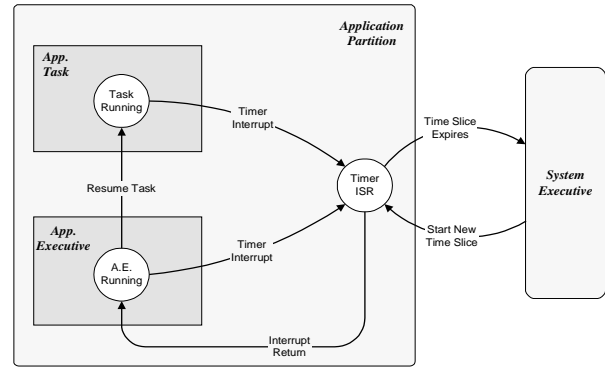 Application
Partition
App.
Task
Task
Running
Timer
Interrupt
Time Slice
Expires
Resume Task
Timer
ISR
System
Executive
App.
Executive
Timer
Interrupt
Start New
Time Slice
A.E.
Running
Interrupt
Return